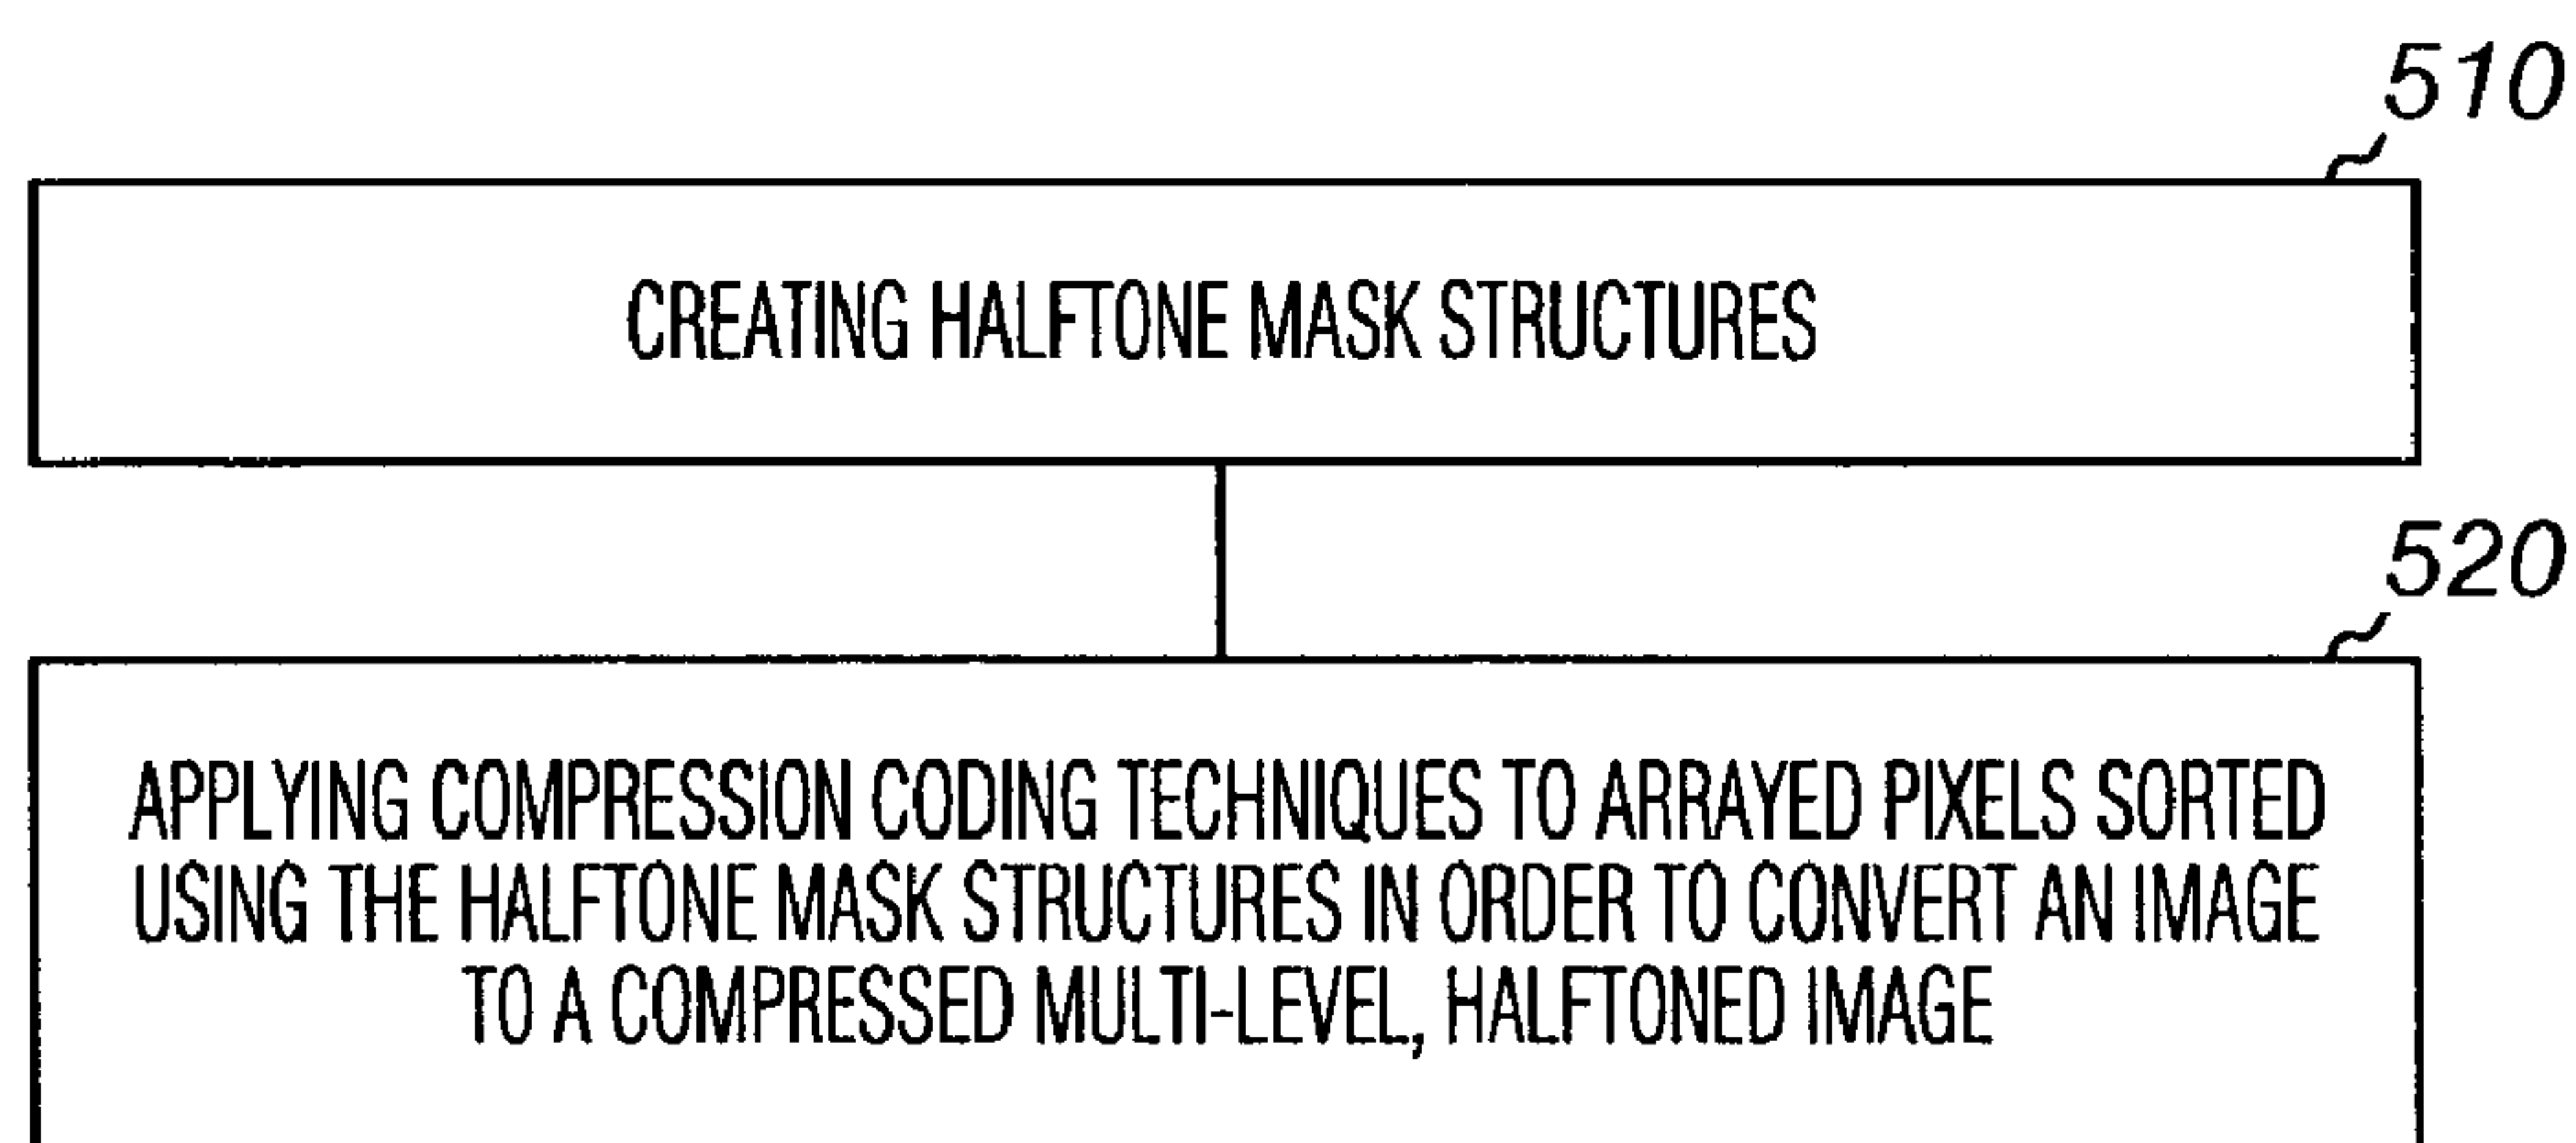 510
CREATING HALFTONE MASK STRUCTURES
520
APPLYING COMPRESSION CODING TECHNIQUES TO ARRAYED PIXELS SORTED
USING THE HALFTONE MASK STRUCTURES IN ORDER TO CONVERT AN IMAGE
TO A COMPRESSED MULTI-LEVEL, HALFTONED IMAGE